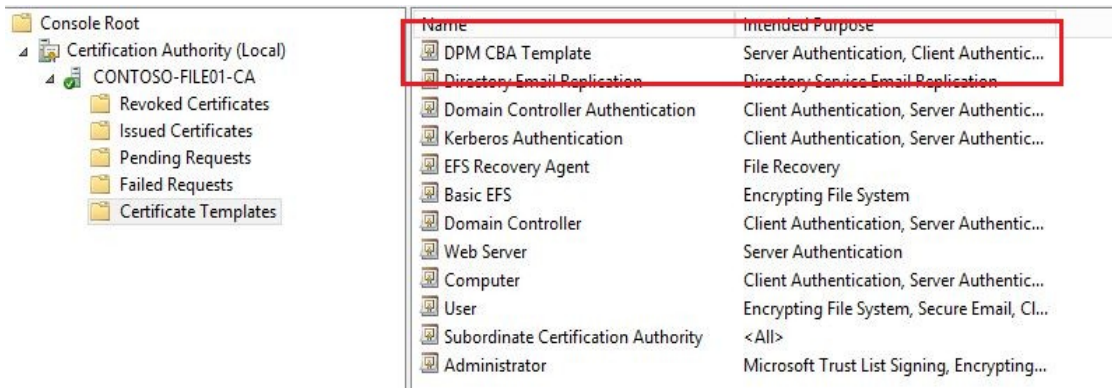 Console Root
Certification Authority (Local)
CONTOSO-FILE01-CA
Revoked Certificates
Issued Certificates
Pending Requests
Failed Requests
Certificate Templates
Name Intended Purpose
DPM CBA Template Server Authentication, Client Authentic...
Directory Email Replication Directory Service Email Replication
Domain Controller Authentication Client Authentication, Server Authentic...
Kerberos Authentication Client Authentication, Server Authentic...
EFS Recovery Agent File Recovery
Basic EFS Encrypting File System
Domain Controller Client Authentication, Server Authentic...
Web Server Server Authentication
Computer Client Authentication, Server Authentic...
User Encrypting File System, Secure Email, Cl...
Subordinate Certification Authority <All>
Administrator Microsoft Trust List Signing, Encrypting...